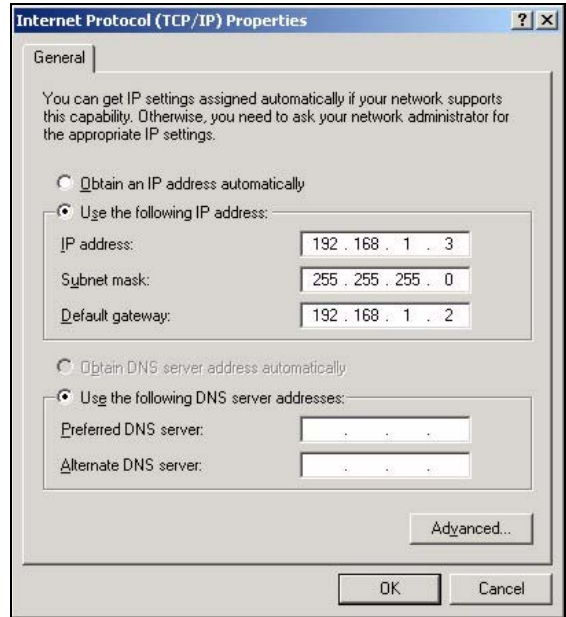 Internet Protocol (TCP/IP) Properties
General
You can get IP settings assigned automatically if your network supports
this capability. Otherwise, you need to ask your network administrator for
the appropriate IP settings.
Obtain an IP address automatically
Use the following IP address:
IP address: 192 . 168 . 1 . 3
Subnet mask: 255 . 255 . 255 . 0
Default gateway: 192 . 168 . 1 . 2
Obtain DNS server address automatically
Use the following DNS server addresses:
Preferred DNS server: . . .
Alternate DNS server: . . .
Advanced...
OK Cancel